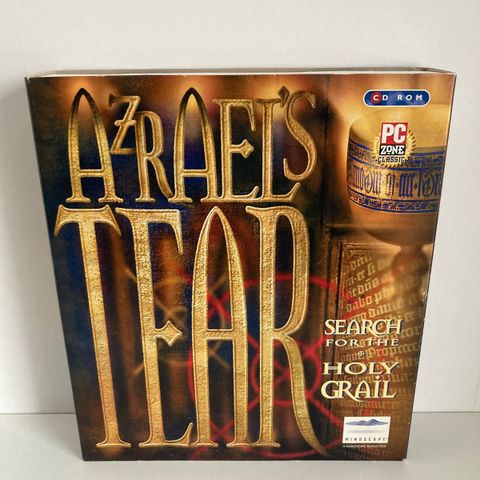 AZRAEL'S
TEAR
CD ROM
PC
ZONE
CLASSIC
SEARCH
FOR THE
HOLY
GRAIL
MINDSCAPE